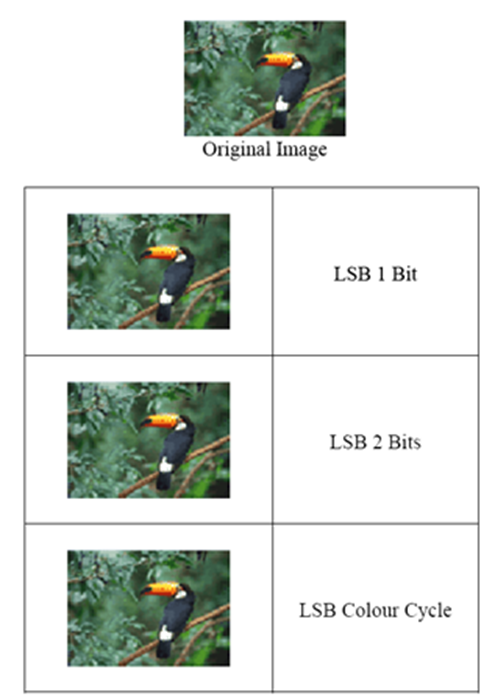 Original Image
LSB 1 Bit
LSB 2 Bits
LSB Colour Cycle